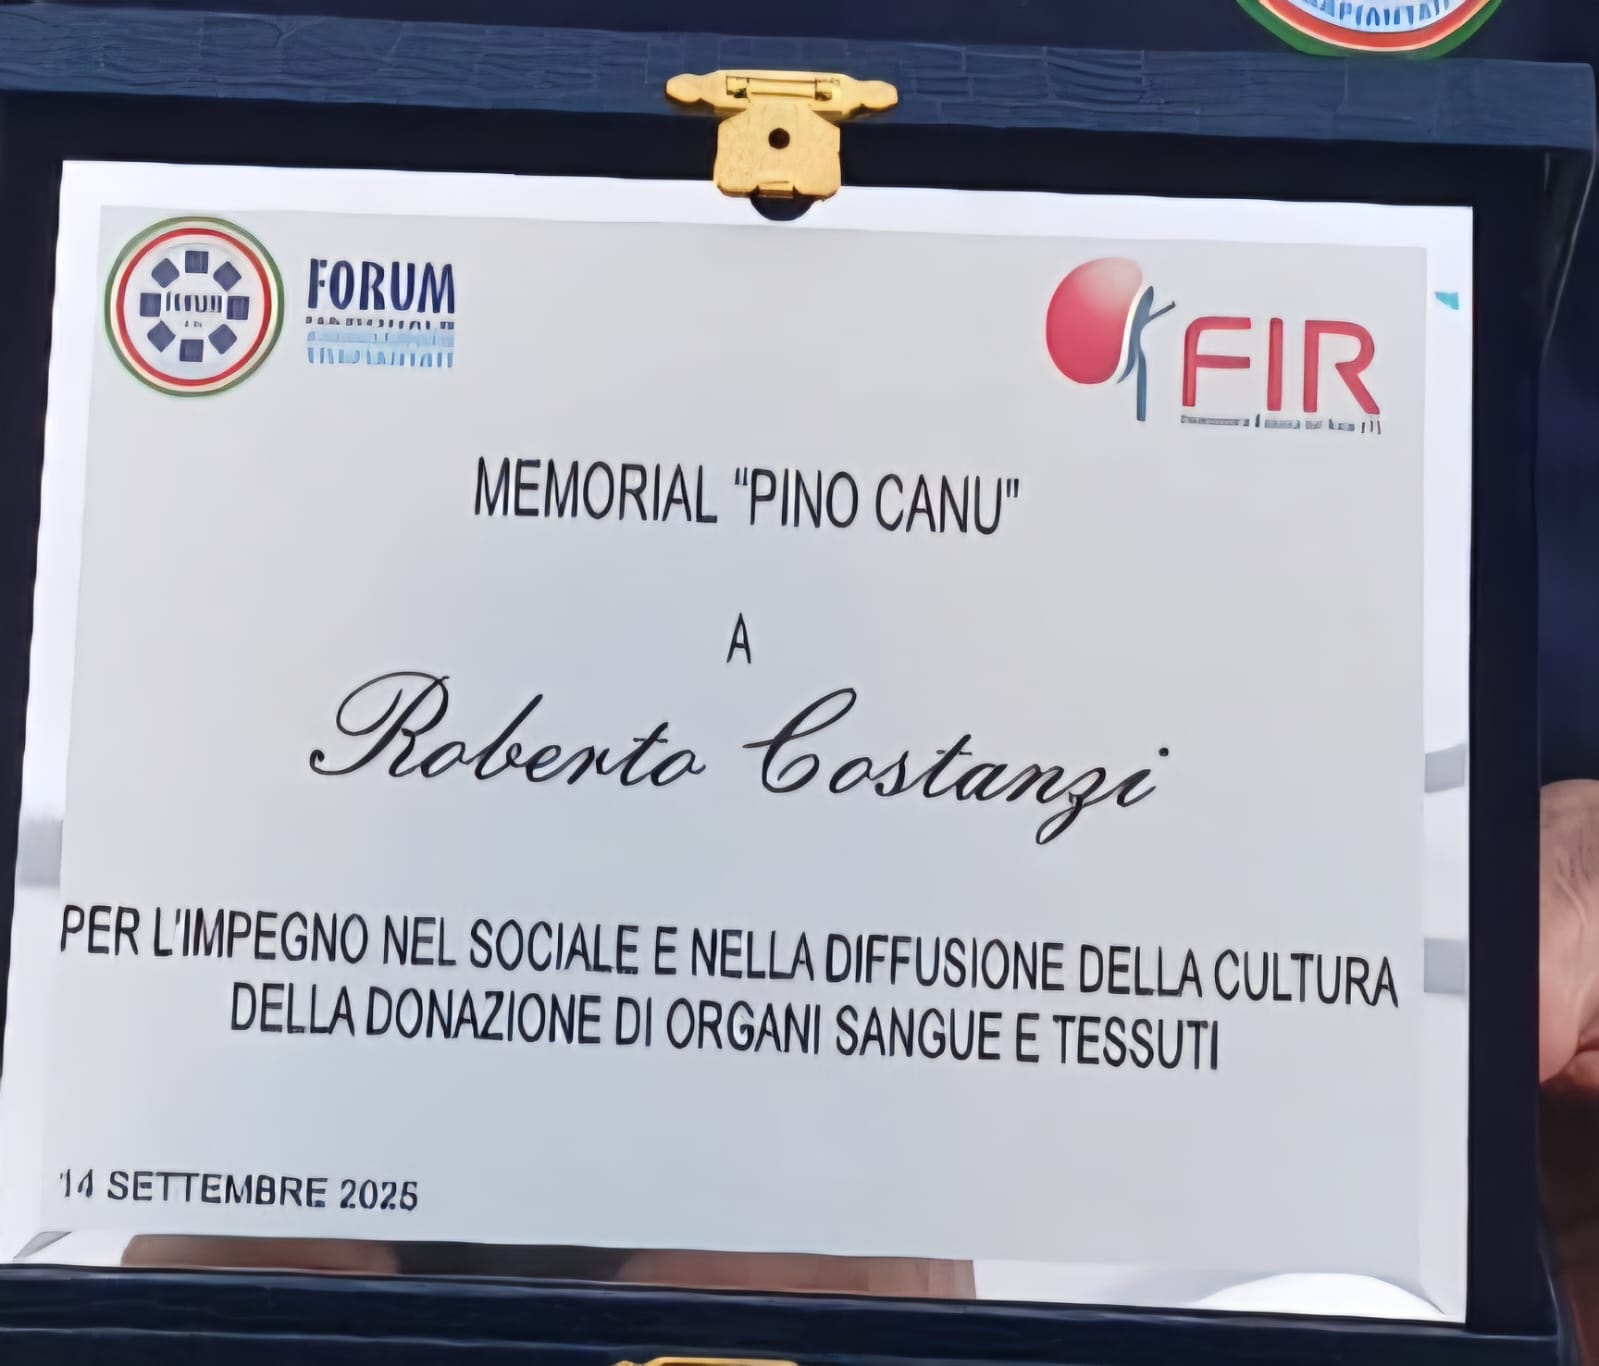 FORUM
FORUM
FIR
MEMORIAL "PINO CANU"
A
Roberto Costanzi
PER L'IMPEGNO NEL SOCIALE E NELLA DIFFUSIONE DELLA CULTURA
DELLA DONAZIONE DI ORGANI SANGUE E TESSUTI
14 SETTEMBRE 2025